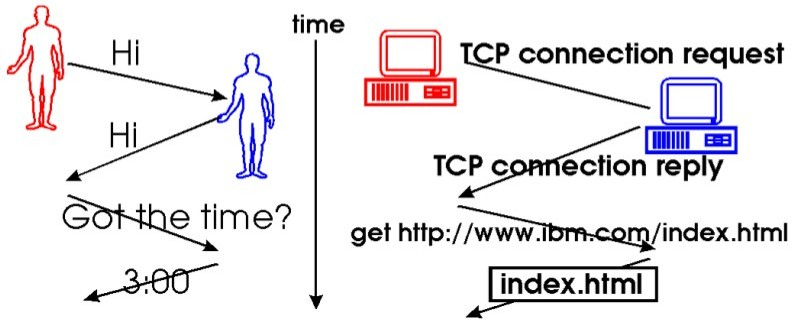 Hi
Hi
Got the time?
3:00
time
TCP connection request
TCP connection reply
get http://www.ibm.com/index.html
index.html